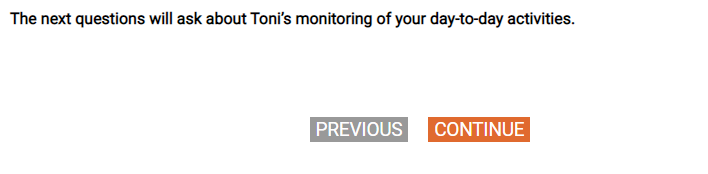 The next questions will ask about Toni's monitoring of your day-to-day activities.
PREVIOUS CONTINUE